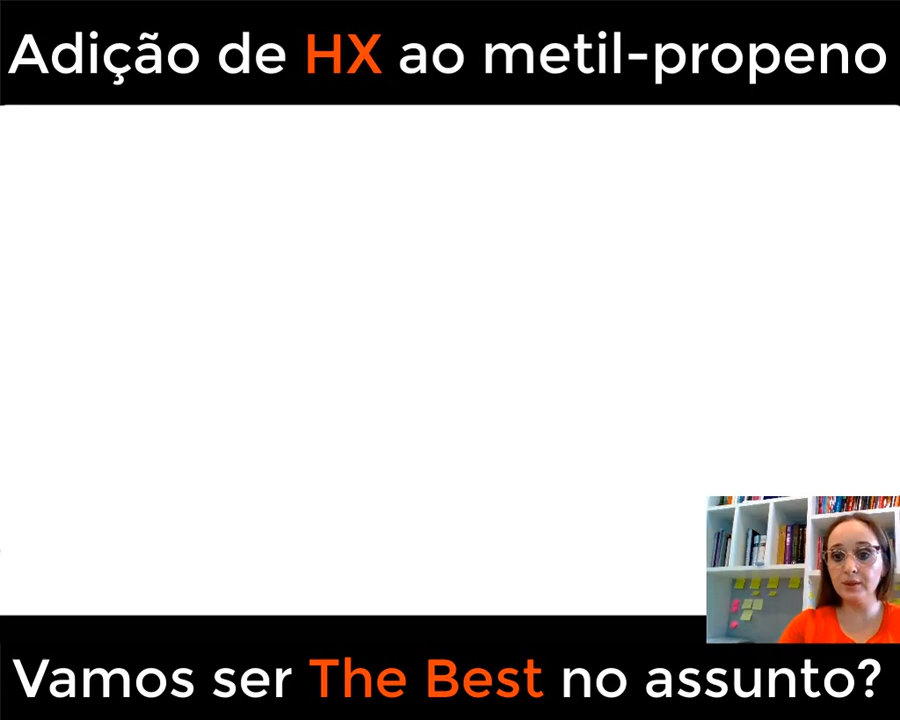 Adição de HX ao metil-propeno
Vamos ser The Best no assunto?